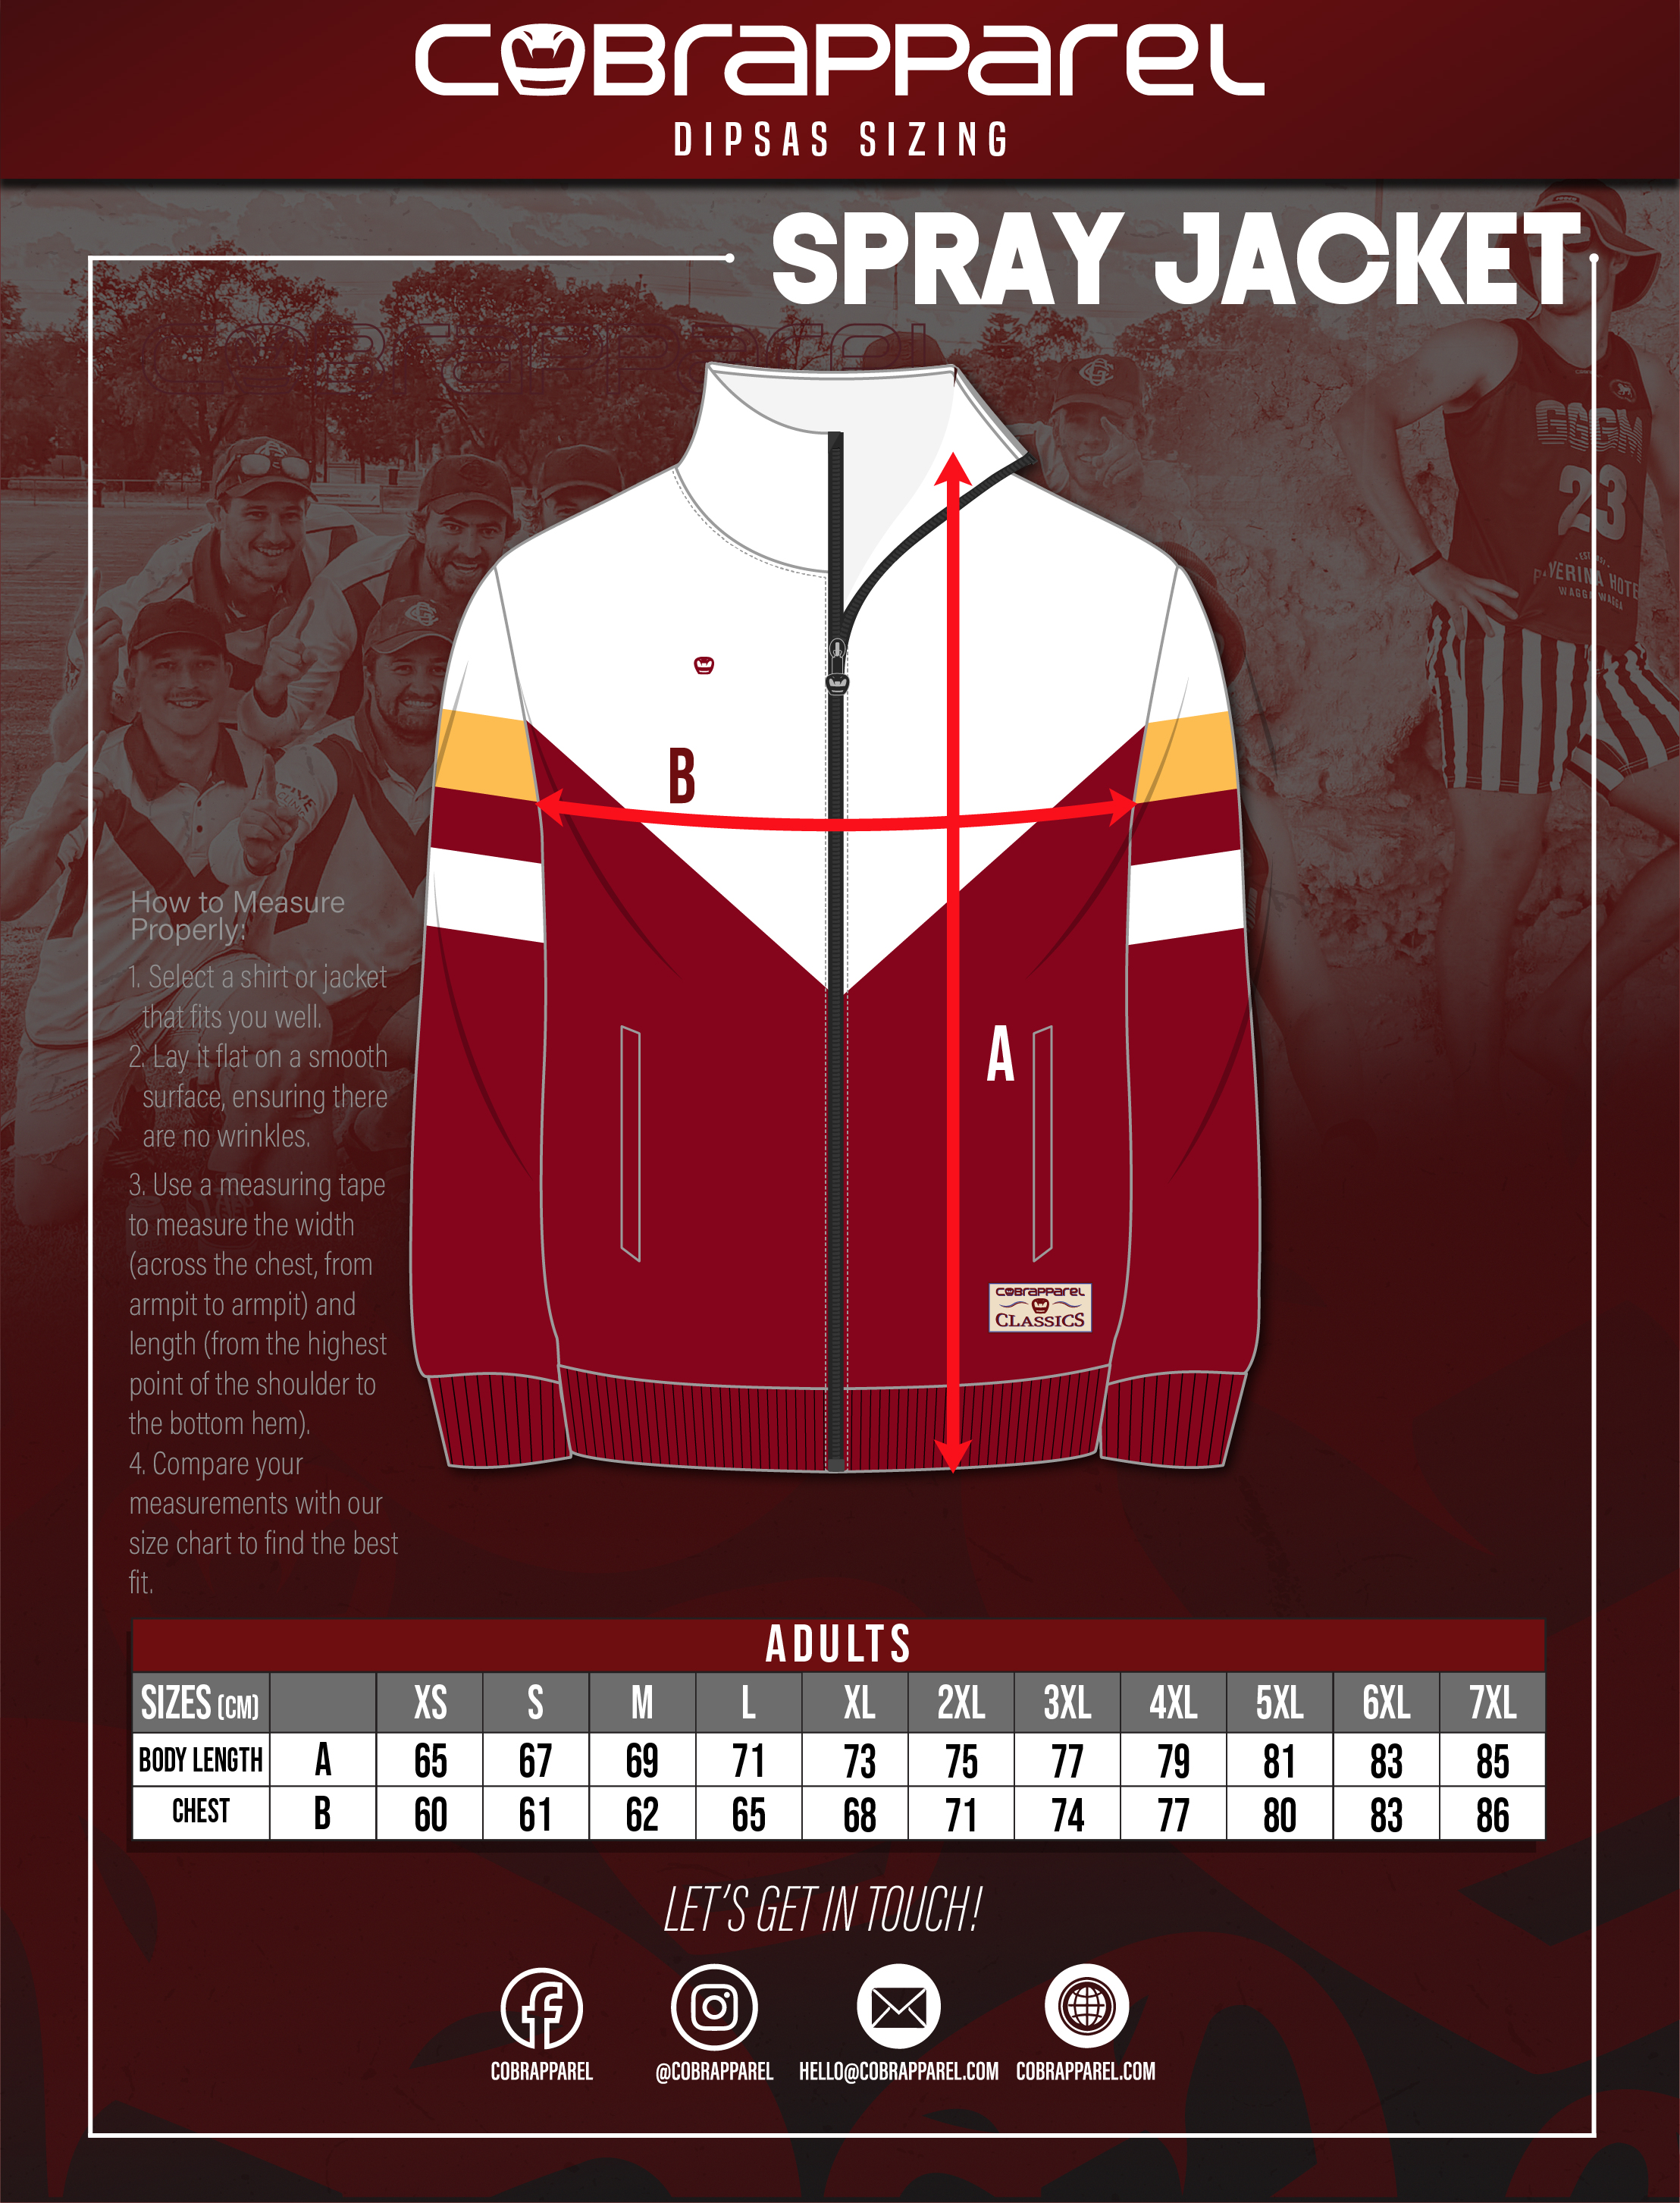 COBRAPPAREL
DIPSAS SIZING
SPRAY JACKET
GGGM
23
WAGGA WAGGA
B
A
COBRAPPAREL
CLASSICS
How to Measure
Properly:
1. Select a shirt or jacket
that fits you well.
2. Lay it flat on a smooth
surface, ensuring there
are no wrinkles.
3. Use a measuring tape
to measure the width
(across the chest, from
armpit to armpit) and
length (from the highest
point of the shoulder to
the bottom hem).
4. Compare your
measurements with our
size chart to find the best
fit.
ADULTS
SIZES (CM) XS S M L XL 2XL 3XL 4XL 5XL 6XL 7XL
BODY LENGTH A 65 67 69 71 73 75 77 79 81 83 85
CHEST B 60 61 62 65 68 71 74 77 80 83 86
LET'S GET IN TOUCH!
COBRAPPAREL @COBRAPPAREL HELLO@COBRAPPAREL.COM COBRAPPAREL.COM